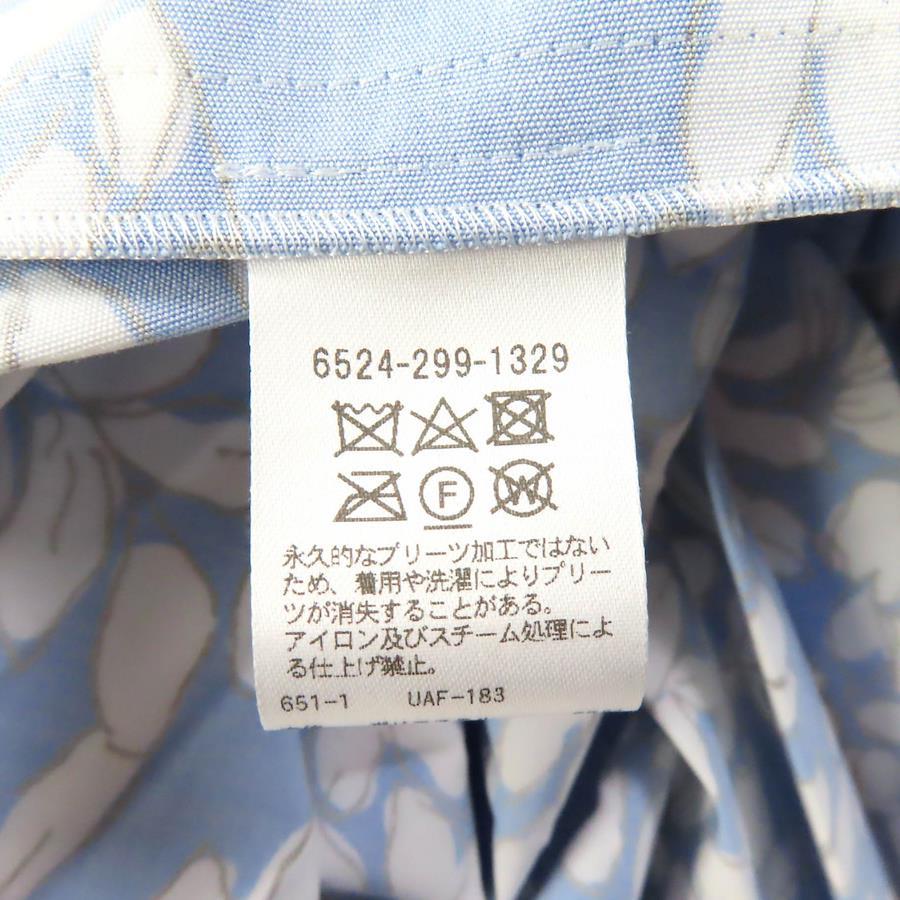 6524-299-1329
F
W
永久的なプリーツ加工ではない
ため、着用や洗濯によりプリー
ツが消失することがある。
アイロン及びスチーム処理によ
る仕上げ禁止。
651-1 UAF-183